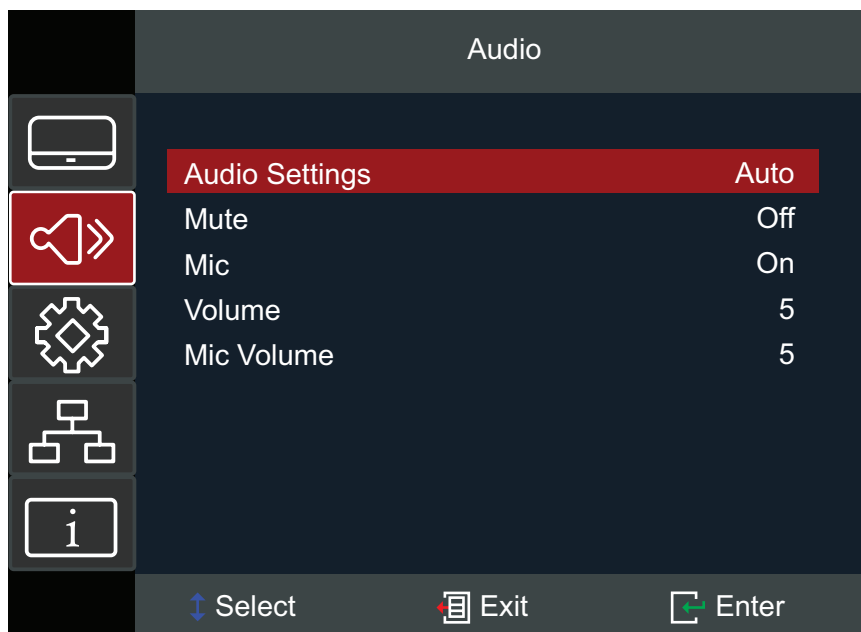 Audio
Audio Settings Auto
Mute Off
Mic On
Volume 5
Mic Volume 5
i
Select Exit Enter